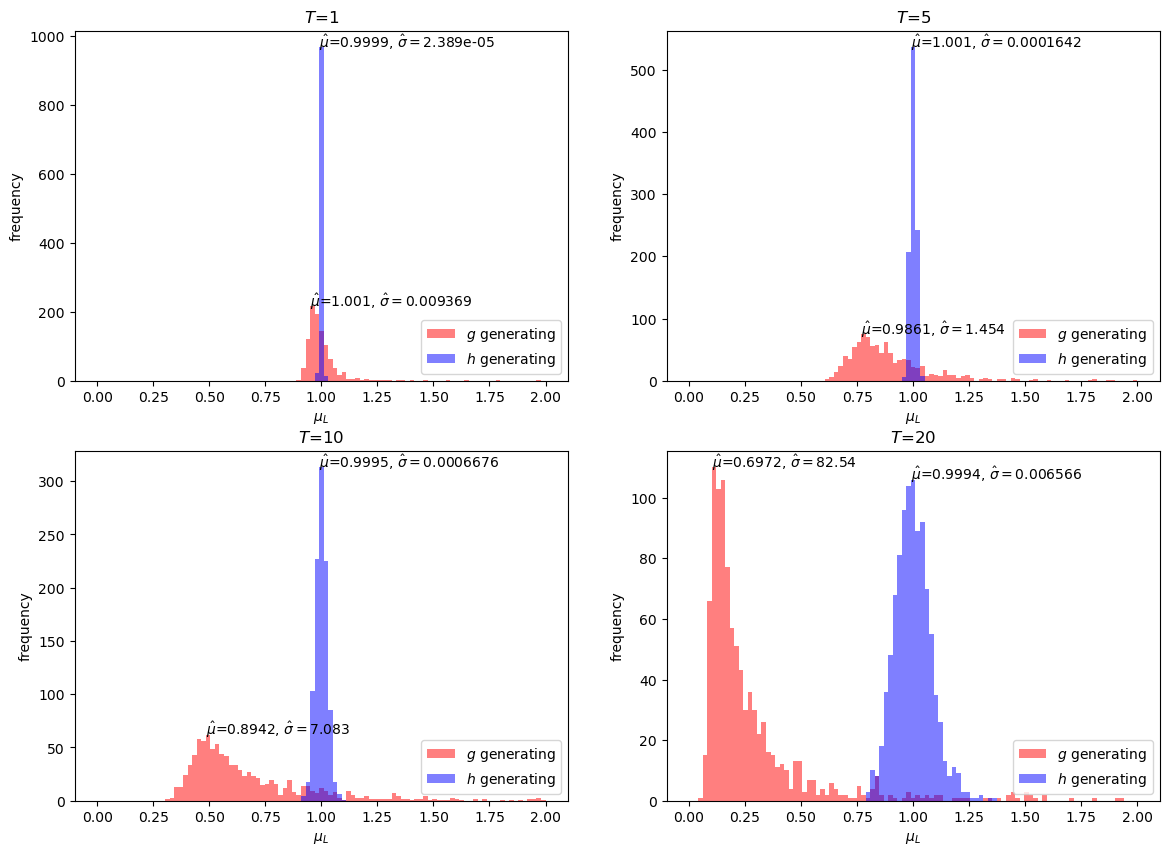 T=1
μ̂=0.9999, σ̂ = 2.389e-05
μ̂=1.001, σ̂ = 0.009369
g generating
h generating
frequency
1000
800
600
400
200
0
0.00 0.25 0.50 0.75 1.00 1.25 1.50 1.75 2.00
μ_L
T=5
μ̂=1.001, σ̂ = 0.0001642
μ̂=0.9861, σ̂ = 1.454
g generating
h generating
frequency
500
400
300
200
100
0
0.00 0.25 0.50 0.75 1.00 1.25 1.50 1.75 2.00
μ_L
T=10
μ̂=0.9995, σ̂ = 0.0006676
μ̂=0.8942, σ̂ = 7.083
g generating
h generating
frequency
300
250
200
150
100
50
0
0.00 0.25 0.50 0.75 1.00 1.25 1.50 1.75 2.00
μ_L
T=20
μ̂=0.6972, σ̂ = 82.54
μ̂=0.9994, σ̂ = 0.006566
g generating
h generating
frequency
100
80
60
40
20
0
0.00 0.25 0.50 0.75 1.00 1.25 1.50 1.75 2.00
μ_L